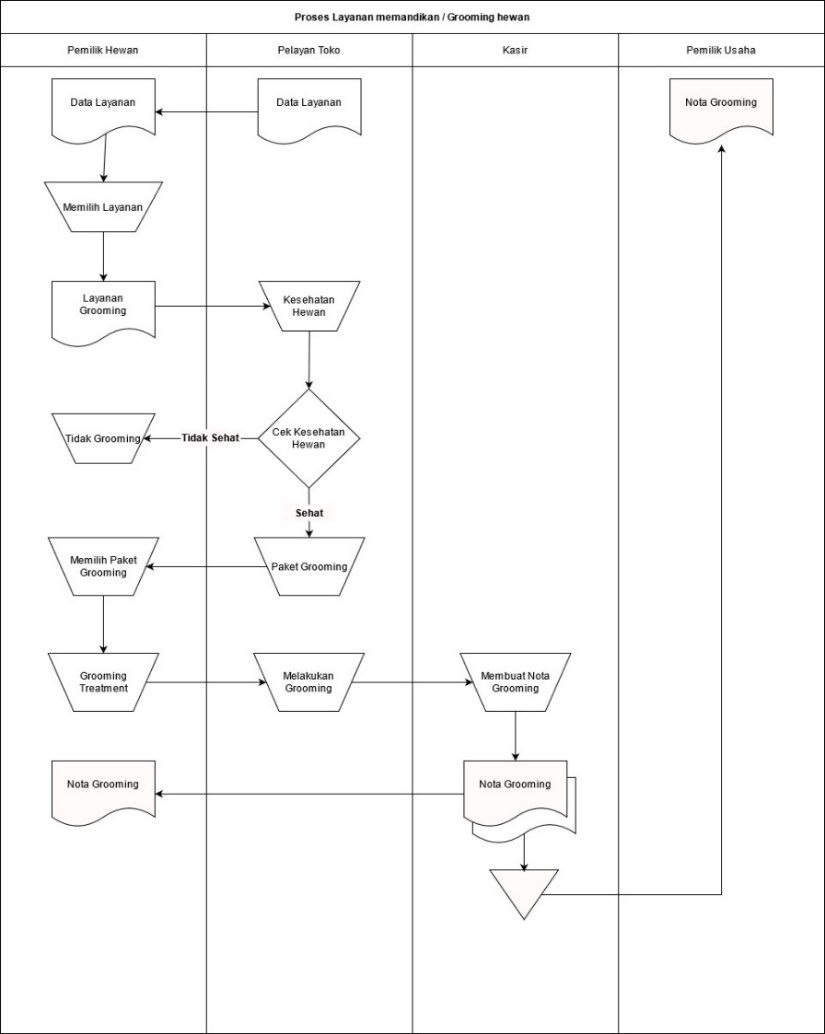 Proses Layanan memandikan / Grooming hewan
Pemilik Hewan
Pelayan Toko
Kasir
Pemilik Usaha
Data Layanan
Data Layanan
Nota Grooming
Memilih Layanan
Layanan
Grooming
Kesehatan
Hewan
Tidak Grooming
Tidak Sehat
Cek Kesehatan
Hewan
Sehat
Memilih Paket
Grooming
Paket Grooming
Grooming
Treatment
Melakukan
Grooming
Membuat Nota
Grooming
Nota Grooming
Nota Grooming